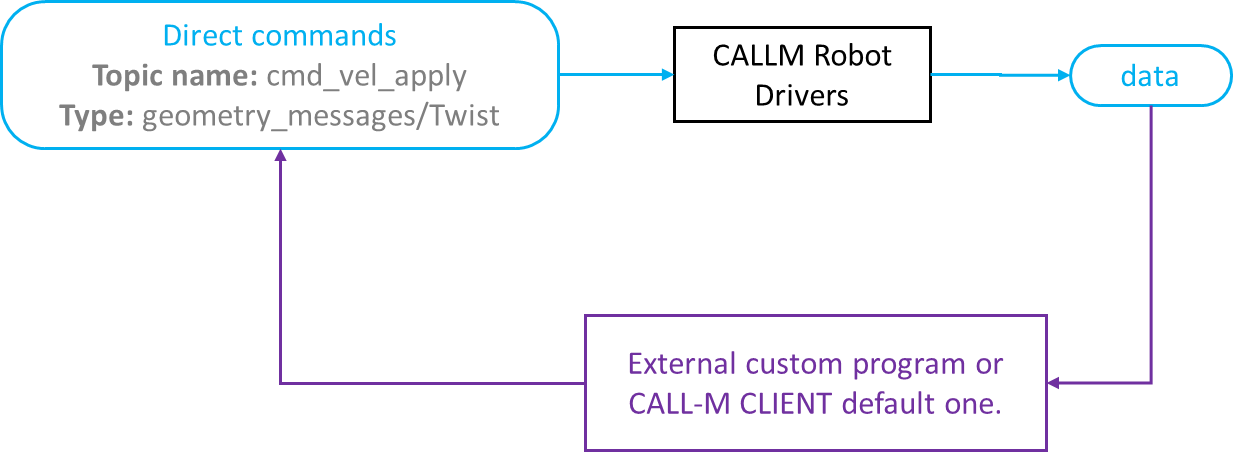 Direct commands
Topic name: cmd_vel_apply
Type: geometry_messages/Twist
CALLM Robot
Drivers
data
External custom program or
CALL-M CLIENT default one.